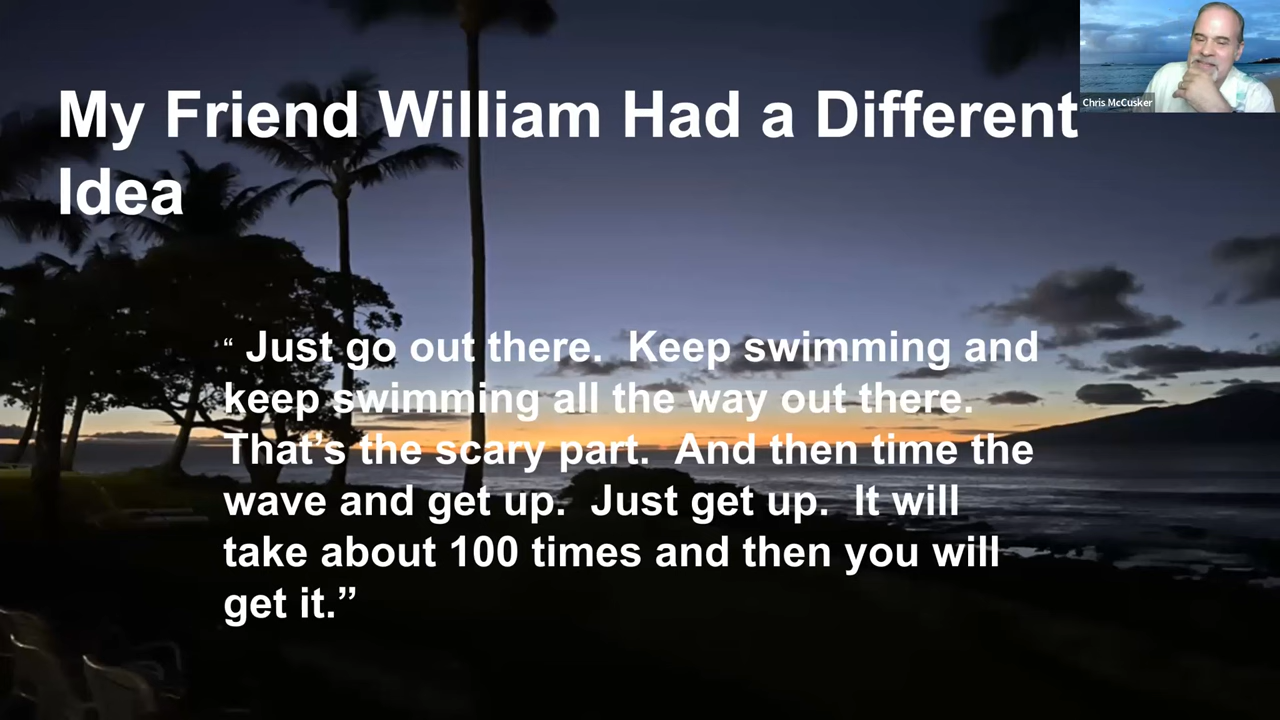 My Friend William Had a Different
Idea
Chris McCusker
“ Just go out there.  Keep swimming and
keep swimming all the way out there.
That’s the scary part.  And then time the
wave and get up.  Just get up.  It will
take about 100 times and then you will
get it.”